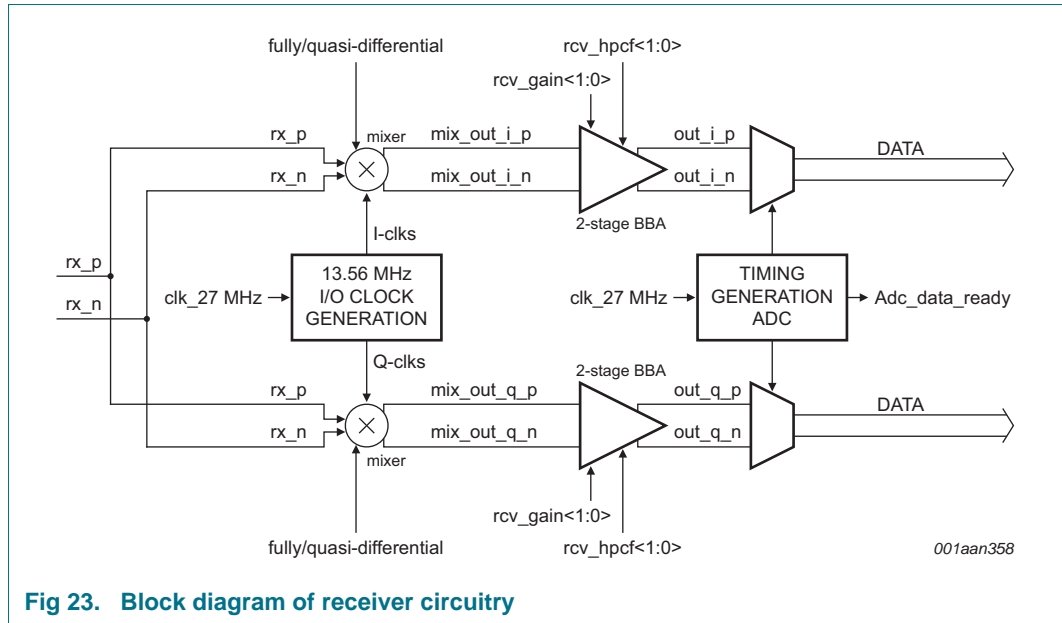 fully/quasi-differential
rcv_hpcf<1:0>
rcv_gain<1:0>
rx_p
mixer
mix_out_i_p
out_i_p
DATA
rx_n
mix_out_i_n
out_i_n
2-stage BBA
I-clks
rx_p
clk_27 MHz
13.56 MHz
I/O CLOCK
GENERATION
clk_27 MHz
TIMING
GENERATION
ADC
Adc_data_ready
rx_n
Q-clks
2-stage BBA
rx_p
mix_out_q_p
out_q_p
DATA
rx_n
mix_out_q_n
out_q_n
mixer
rcv_gain<1:0>
fully/quasi-differential
rcv_hpcf<1:0>
001aan358
Fig 23. Block diagram of receiver circuitry